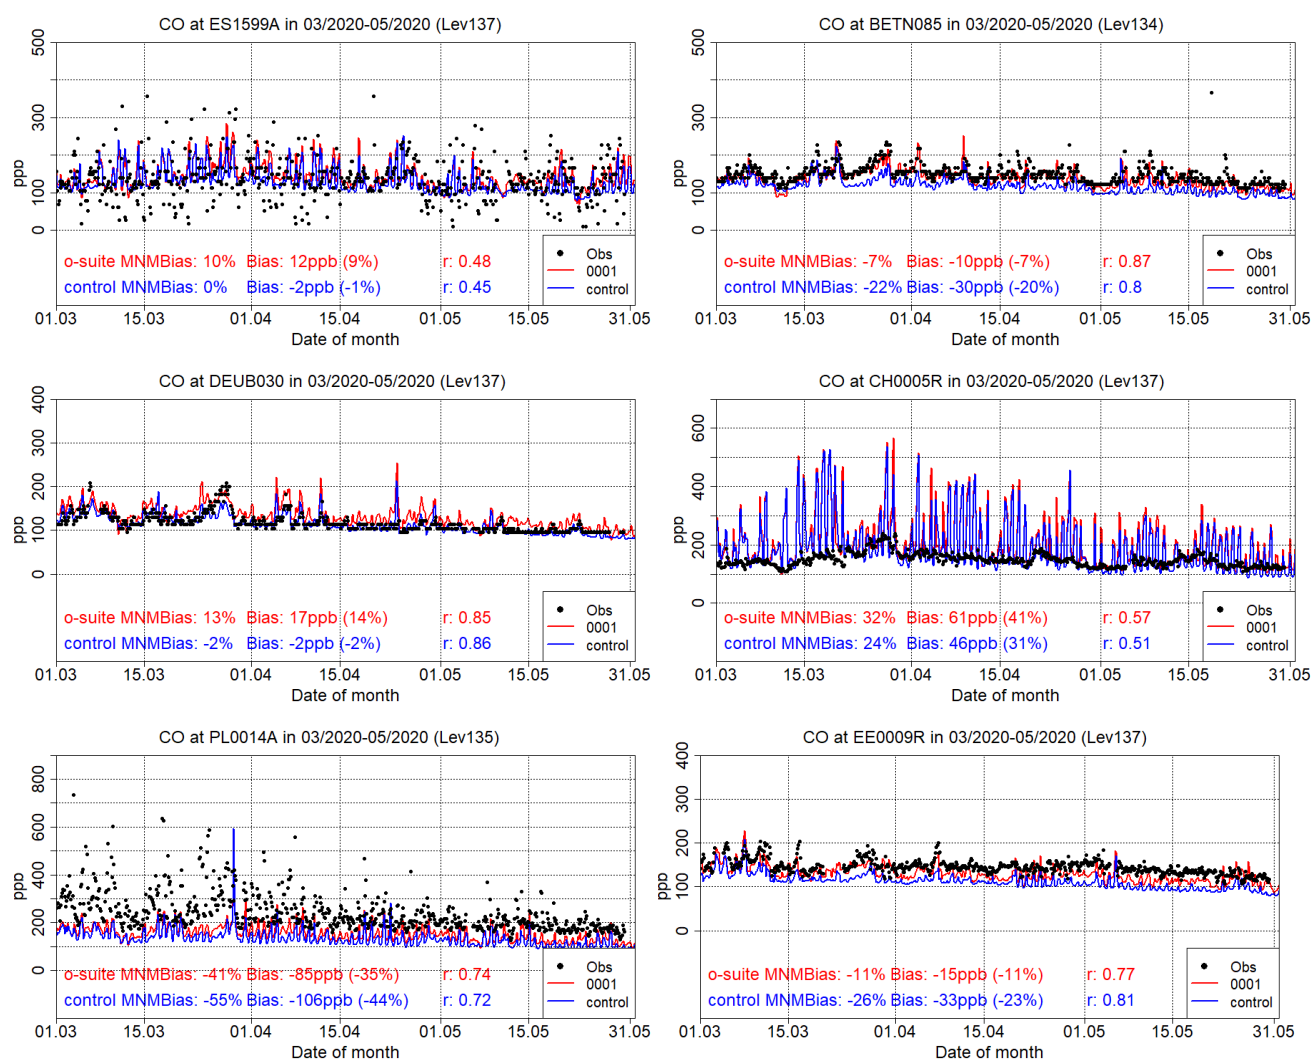 CO at ES1599A in 03/2020-05/2020 (Lev137)
500
300
100
0
ppb
o-suite MNMBias: 10% Bias: 12ppb (9%) r: 0.48
control MNMBias: 0% Bias: -2ppb (-1%) r: 0.45
Obs
0001
control
01.03 15.03 01.04 15.04 01.05 15.05 31.05
Date of month
CO at BETN085 in 03/2020-05/2020 (Lev134)
500
300
100
0
ppb
o-suite MNMBias: -7% Bias: -10ppb (-7%) r: 0.87
control MNMBias: -22% Bias: -30ppb (-20%) r: 0.8
Obs
0001
control
01.03 15.03 01.04 15.04 01.05 15.05 31.05
Date of month
CO at DEUB030 in 03/2020-05/2020 (Lev137)
400
300
200
100
0
ppb
o-suite MNMBias: 13% Bias: 17ppb (14%) r: 0.85
control MNMBias: -2% Bias: -2ppb (-2%) r: 0.86
Obs
0001
control
01.03 15.03 01.04 15.04 01.05 15.05 31.05
Date of month
CO at CH0005R in 03/2020-05/2020 (Lev137)
600
400
200
0
ppb
o-suite MNMBias: 32% Bias: 61ppb (41%) r: 0.57
control MNMBias: 24% Bias: 46ppb (31%) r: 0.51
Obs
0001
control
01.03 15.03 01.04 15.04 01.05 15.05 31.05
Date of month
CO at PL0014A in 03/2020-05/2020 (Lev135)
800
600
400
200
0
ppb
o-suite MNMBias: -41% Bias: -85ppb (-35%) r: 0.74
control MNMBias: -55% Bias: -106ppb (-44%) r: 0.72
Obs
0001
control
01.03 15.03 01.04 15.04 01.05 15.05 31.05
Date of month
CO at EE0009R in 03/2020-05/2020 (Lev137)
400
300
200
100
0
ppb
o-suite MNMBias: -11% Bias: -15ppb (-11%) r: 0.77
control MNMBias: -26% Bias: -33ppb (-23%) r: 0.81
Obs
0001
control
01.03 15.03 01.04 15.04 01.05 15.05 31.05
Date of month